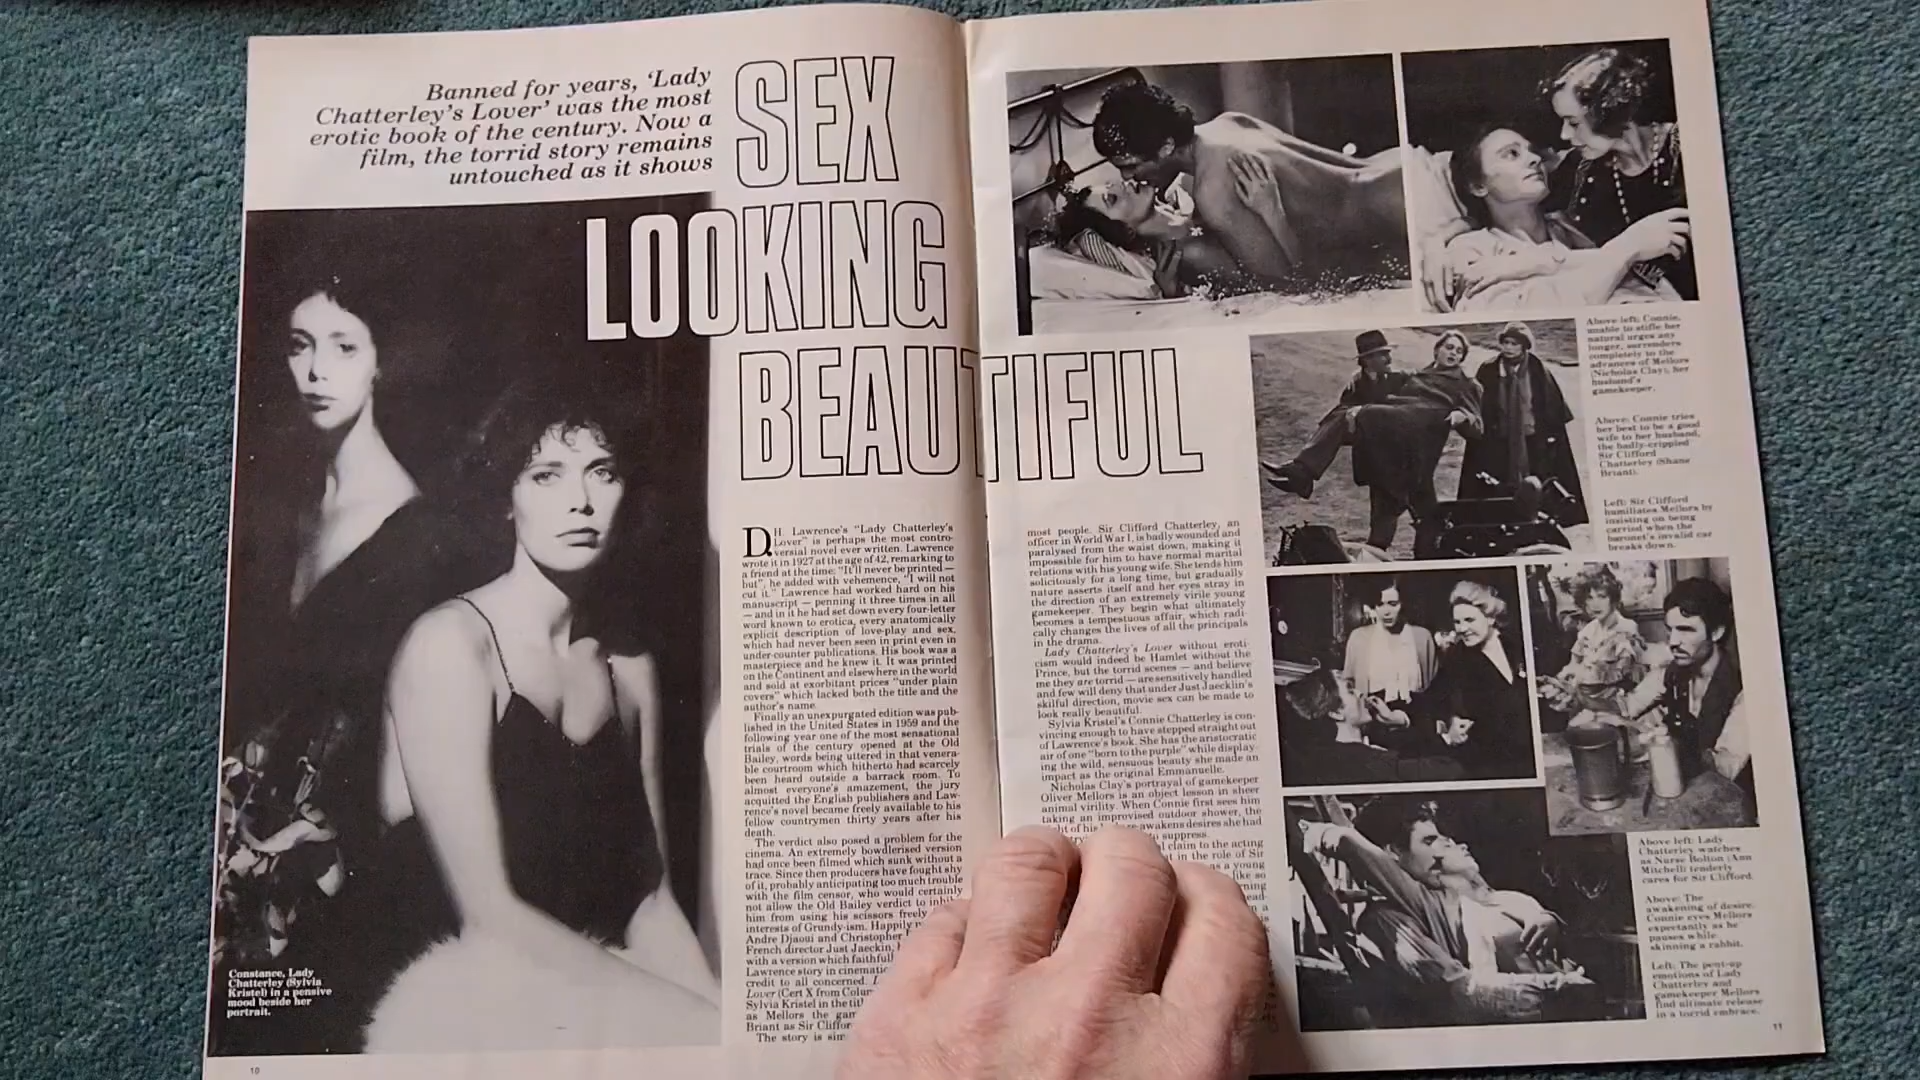 Banned for years, ‘Lady
Chatterley’s Lover’ was the most
erotic book of the century. Now a
film, the torrid story remains
untouched as it shows
SEX
LOOKING
BEAUTIFUL
Constance, Lady
Chatterley (Sylvia
Kristel) in a pensive
mood beside her
portrait.
DH Lawrence's "Lady Chatterley's
Lover" is perhaps the most contro-
versial novel ever written. Lawrence
wrote it in 1927 at the age of 42, remarking to
a friend at the time: "It'll never be printed —
but", he added with vehemence, "I will not
cut it." Lawrence had worked hard on his
manuscript — penning it three times in all
— and in it he had set down every four-letter
word known to erotica, every anatomically
explicit description of love-play and sex,
which had never been seen in print even in
under-counter publications. His book was a
masterpiece and he knew it. It was printed
on the Continent and elsewhere in the world
and sold at exorbitant prices "under plain
covers" which lacked both the title and the
author's name.
Finally an unexpurgated edition was pub-
lished in the United States in 1959 and the
following year one of the most sensational
trials of the century opened at the Old
Bailey, words being uttered in that venera-
ble courtroom which hitherto had scarcely
been heard outside a barrack room. To
almost everyone's amazement, the jury
acquitted the English publishers and Law-
rence's novel became freely available to his
fellow countrymen thirty years after his
death.
The verdict also posed a problem for the
cinema. An extremely bowdlerised version
had once been filmed which sunk without a
trace. Since then producers have fought shy
of it, probably anticipating too much trouble
with the film censor, who would certainly
not allow the Old Bailey verdict to inhibit
him from using his scissors freely
interests of Grundy-ism. Happily
Andre Djaoui and Christopher
French director Just Jaeckin,
with a version which faithfull
Lawrence story in cinematic
credit to all concerned.
Lover (Cert X from Colum
Sylvia Kristel in the titl
as Mellors the gam
Briant as Sir Cliffor
The story is sim
10
most people. Sir Clifford Chatterley, an
officer in World War I, is badly wounded and
paralysed from the waist down, making it
impossible for him to have normal marital
relations with his young wife. She tends him
solicitously for a long time, but gradually
nature asserts itself and her eyes stray in
the direction of an extremely virile young
gamekeeper. They begin what ultimately
becomes a tempestuous affair, which radi-
cally changes the lives of all the principals
in the drama.
Lady Chatterley's Lover without eroti-
cism would indeed be Hamlet without the
Prince, but the torrid scenes — and believe
me they are torrid — are sensitively handled
and few will deny that under Just Jaeckin's
skilful direction, movie sex can be made to
look really beautiful.
Sylvia Kristel's Connie Chatterley is con-
vincing enough to have stepped straight out
of Lawrence's book. She has the aristocratic
air of one "born to the purple" while display-
ing the wild, sensuous beauty she made an
impact as the original Emmanuelle.
Nicholas Clay's portrayal of gamekeeper
Oliver Mellors is an object lesson in sheer
animal virility. When Connie first sees him
taking an improvised outdoor shower, the
of his awakens desires she had
suppress.
claim to the acting
in the role of Sir
as a young
like so
Above left: Connie,
unable to stifle her
natural urges any
longer, surrenders
completely to the
advances of Mellors
(Nicholas Clay), her
husband's
gamekeeper.
Above: Connie tries
her best to be a good
wife to her husband,
the badly-crippled
Sir Clifford
Chatterley (Shane
Briant).
Left: Sir Clifford
humiliates Mellors by
insisting on being
carried when the
baronet's invalid car
breaks down.
Above left: Lady
Chatterley watches
as Nurse Bolton (Ann
Mitchell) tenderly
cares for Sir Clifford.
Above: The
awakening of desire.
Connie eyes Mellors
expectantly as he
pauses while
skinning a rabbit.
Left: The pent-up
emotions of Lady
Chatterley and
gamekeeper Mellors
find ultimate release
in a torrid embrace.
11